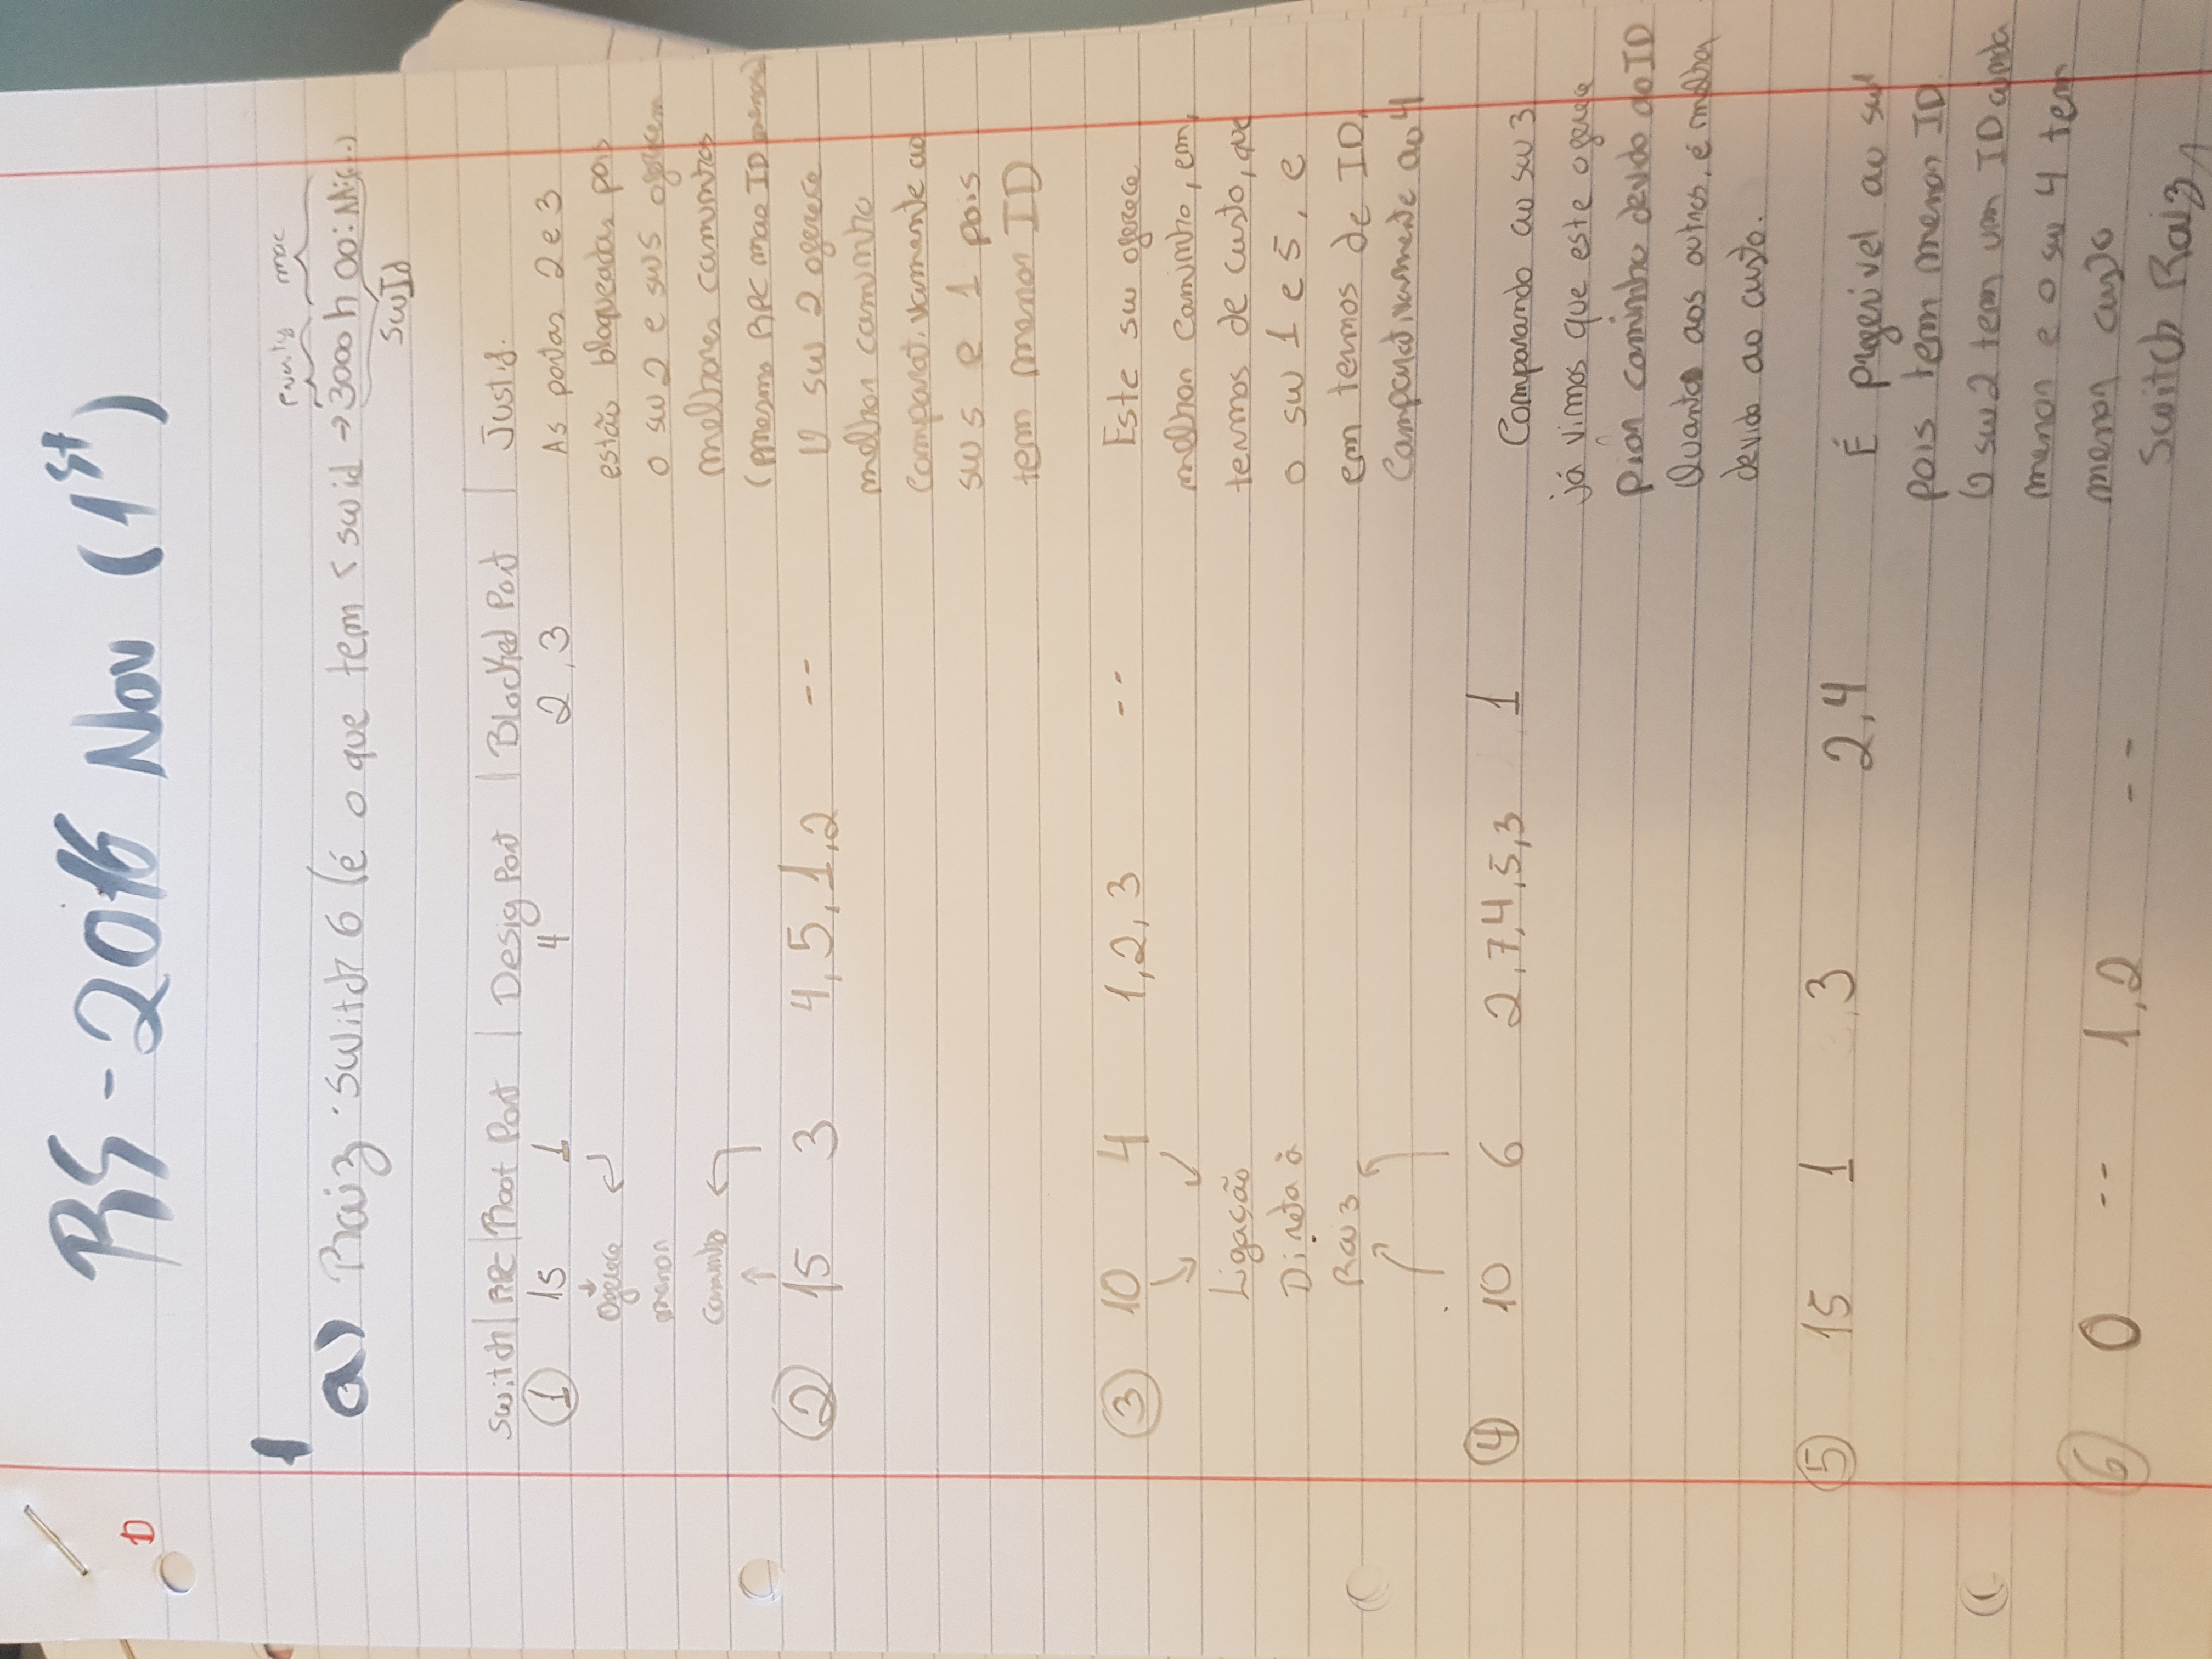 D
RS - 2016 Nov (1st)
1
priority mac
a) Raiz: switch 6 (é o que tem < swid → 3000 h 00:
SwId
Switch | RPC | Root Port | Desig Port | Blocked Port | Justif.
1 15 1 4 2, 3 As portas 2 e 3
Oferece estão bloqueadas pois
menor o sw 2 e sw5 oferecem
caminho melhores caminhos
(mesmo RPC mas ID menor)
2 15 3 4, 5, 1, 2 -- O sw 2 oferece
melhor caminho
comparativamente ao
sw 5 e 1 pois
tem menor ID
3 10 4 1, 2, 3 -- Este sw oferece
melhor caminho, em
Ligação termos de custo, que
Direta à o sw 1 e 5, e
Raiz em termos de ID,
Comparativamente ao 4
4 10 6 2, 7, 4, 5, 3 1 Comparando ao sw 3
já vimos que este oferece
pior caminho devido ao ID
Quanto aos outros, é melhor
devido ao custo.
5 15 1 3 2, 4 É preferível ao sw1
pois tem menor ID.
O sw 2 tem um ID ainda
menor e o sw 4 tem
menor custo
6 0 -- 1, 2 --
Switch Raiz